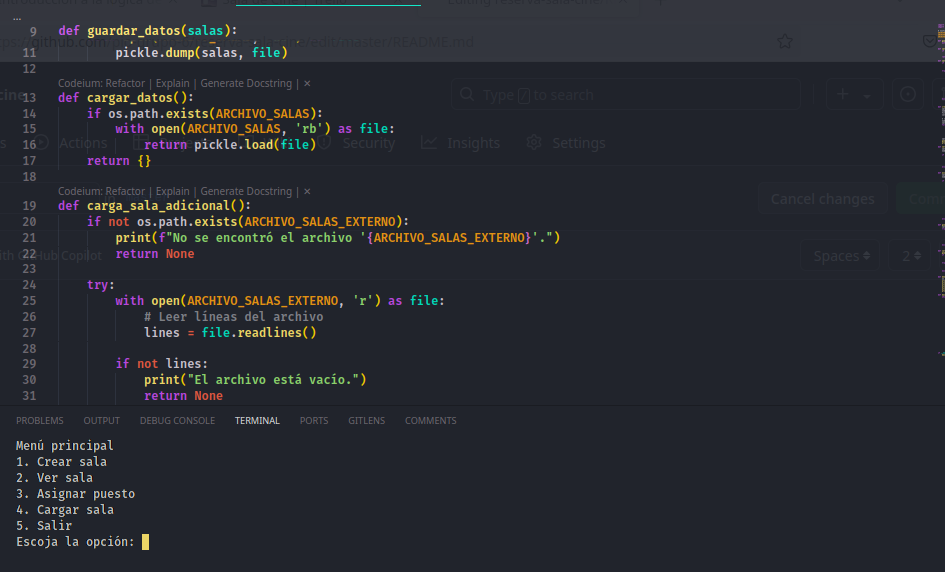 ...
9 def guardar_datos(salas):
11 pickle.dump(salas, file)
12
Codeium: Refactor | Explain | Generate Docstring | ×
13 def cargar_datos():
14 if os.path.exists(ARCHIVO_SALAS):
15 with open(ARCHIVO_SALAS, 'rb') as file:
16 return pickle.load(file)
17 return {}
18
Codeium: Refactor | Explain | Generate Docstring | ×
19 def carga_sala_adicional():
20 if not os.path.exists(ARCHIVO_SALAS_EXTERNO):
21 print(f"No se encontró el archivo '{ARCHIVO_SALAS_EXTERNO}'.")
22 return None
23
24 try:
25 with open(ARCHIVO_SALAS_EXTERNO, 'r') as file:
26 # Leer líneas del archivo
27 lines = file.readlines()
28
29 if not lines:
30 print("El archivo está vacío.")
31 return None
Type / to search
Actions
Security
Insights
Settings
Cancel changes
Spaces
2
PROBLEMS OUTPUT DEBUG CONSOLE TERMINAL PORTS GITLENS COMMENTS
Menú principal
1. Crear sala
2. Ver sala
3. Asignar puesto
4. Cargar sala
5. Salir
Escoja la opción: